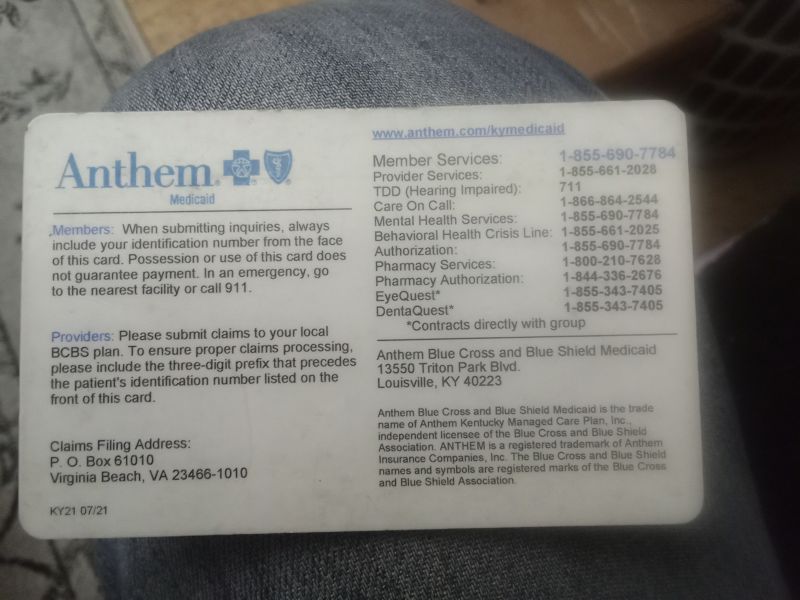 Anthem
Medicaid
Members: When submitting inquiries, always
include your identification number from the face
of this card. Possession or use of this card does
not guarantee payment. In an emergency, go
to the nearest facility or call 911.
Providers: Please submit claims to your local
BCBS plan. To ensure proper claims processing,
please include the three-digit prefix that precedes
the patient's identification number listed on the
front of this card.
Claims Filing Address:
P. O. Box 61010
Virginia Beach, VA 23466-1010
KY21 07/21
www.anthem.com/kymedicaid
Member Services: 1-855-690-7784
Provider Services: 1-855-661-2028
TDD (Hearing Impaired): 711
Care On Call: 1-866-864-2544
Mental Health Services: 1-855-690-7784
Behavioral Health Crisis Line: 1-855-661-2025
Authorization: 1-855-690-7784
Pharmacy Services: 1-800-210-7628
Pharmacy Authorization: 1-844-336-2676
EyeQuest* 1-855-343-7405
DentaQuest* 1-855-343-7405
*Contracts directly with group
Anthem Blue Cross and Blue Shield Medicaid
13550 Triton Park Blvd.
Louisville, KY 40223
Anthem Blue Cross and Blue Shield Medicaid is the trade
name of Anthem Kentucky Managed Care Plan, Inc.,
independent licensee of the Blue Cross and Blue Shield
Association. ANTHEM is a registered trademark of Anthem
Insurance Companies, Inc. The Blue Cross and Blue Shield
names and symbols are registered marks of the Blue Cross
and Blue Shield Association.